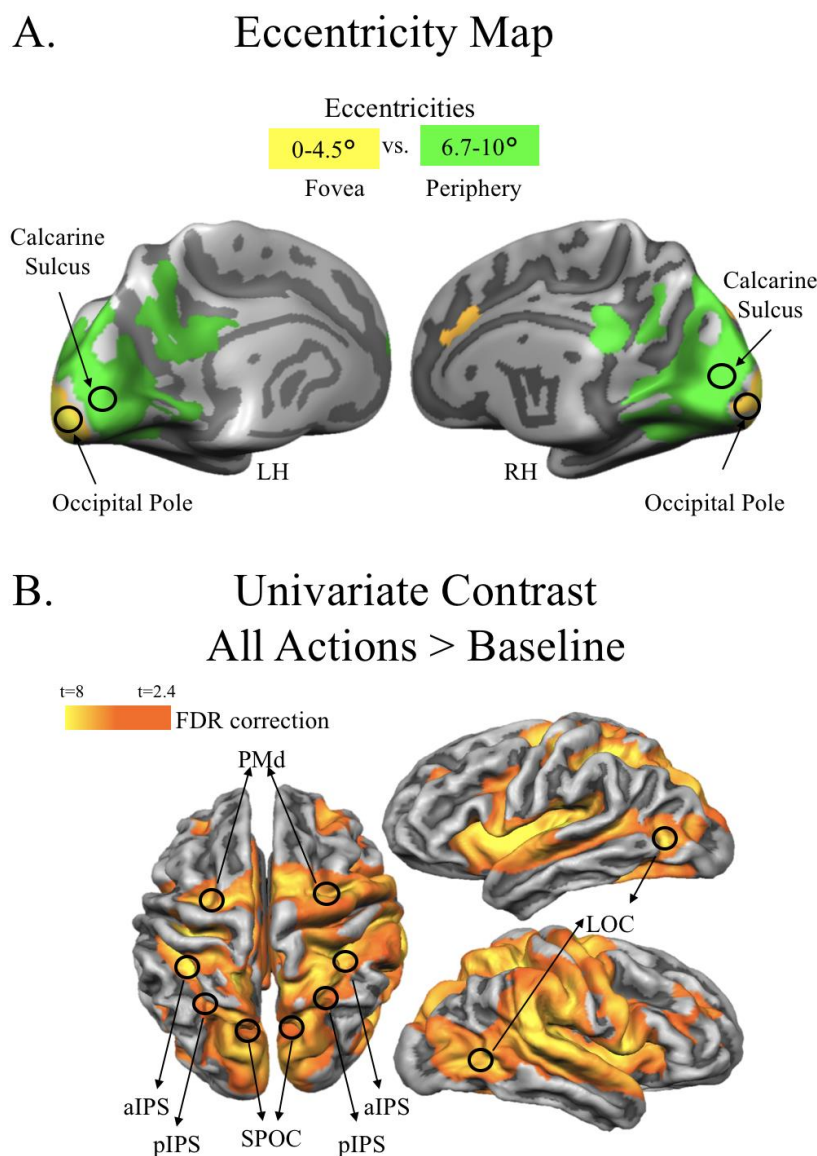 A. Eccentricity Map
Eccentricities
0-4.5° vs. 6.7-10°
Fovea Periphery
Calcarine
Sulcus
Calcarine
Sulcus
LH RH
Occipital Pole Occipital Pole
B. Univariate Contrast
All Actions > Baseline
t=8 t=2.4
FDR correction
PMd
LOC
aIPS aIPS
pIPS SPOC pIPS